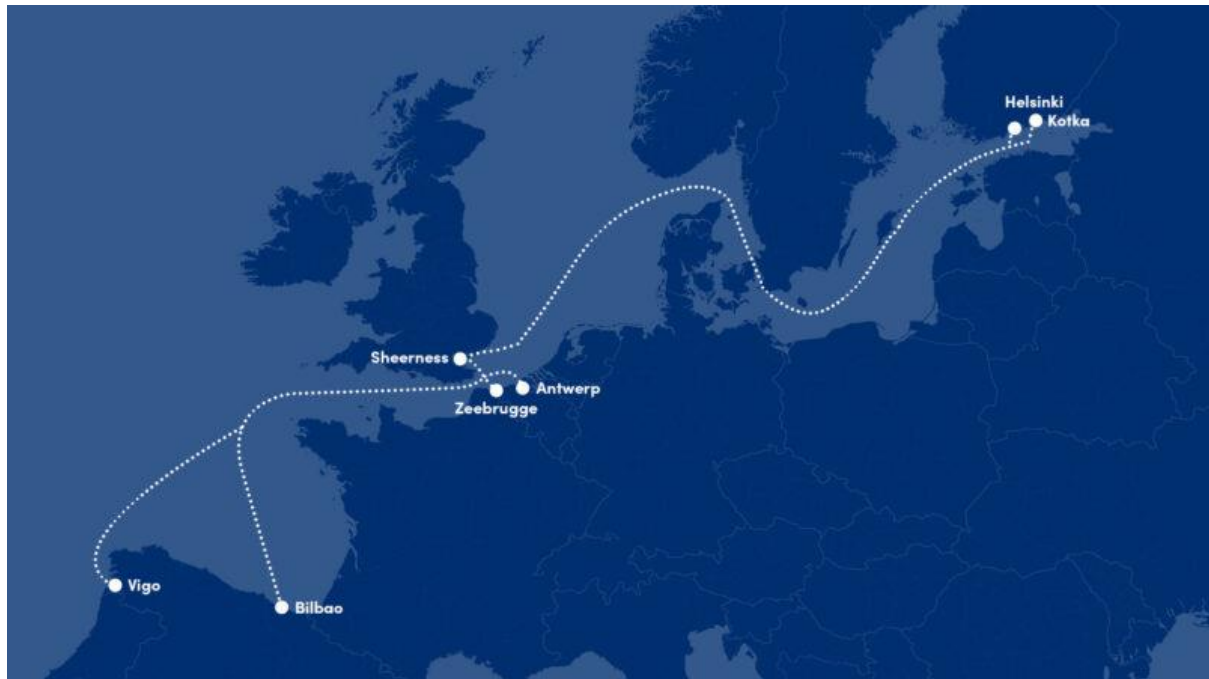 Helsinki
Kotka
Sheerness
Antwerp
Zeebrugge
Vigo
Bilbao